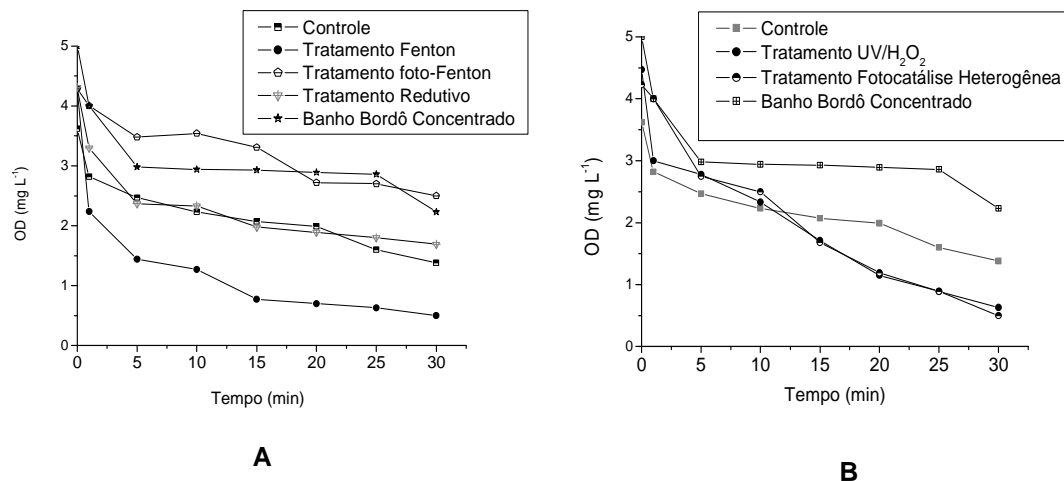 Controle
Tratamento Fenton
Tratamento foto-Fenton
Tratamento Redutivo
Banho Bordô Concentrado
5
4
3
2
1
0
OD (mg L⁻¹)
0 5 10 15 20 25 30
Tempo (min)
A
Controle
Tratamento UV/H₂O₂
Tratamento Fotocatálise Heterogênea
Banho Bordô Concentrado
5
4
3
2
1
0
OD (mg L⁻¹)
0 5 10 15 20 25 30
Tempo (min)
B